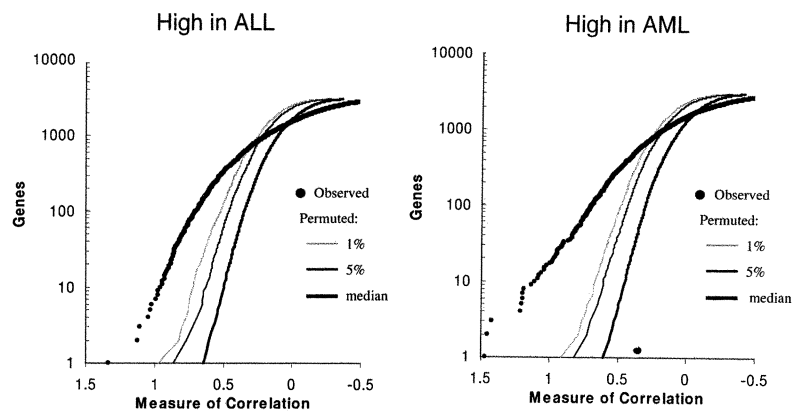 High in ALL
10000
1000
100
10
1
Genes
Observed
Permuted:
1%
5%
median
1.5 1 0.5 0 -0.5
Measure of Correlation
High in AML
10000
1000
100
10
1
Genes
Observed
Permuted:
1%
5%
median
1.5 1 0.5 0 -0.5
Measure of Correlation